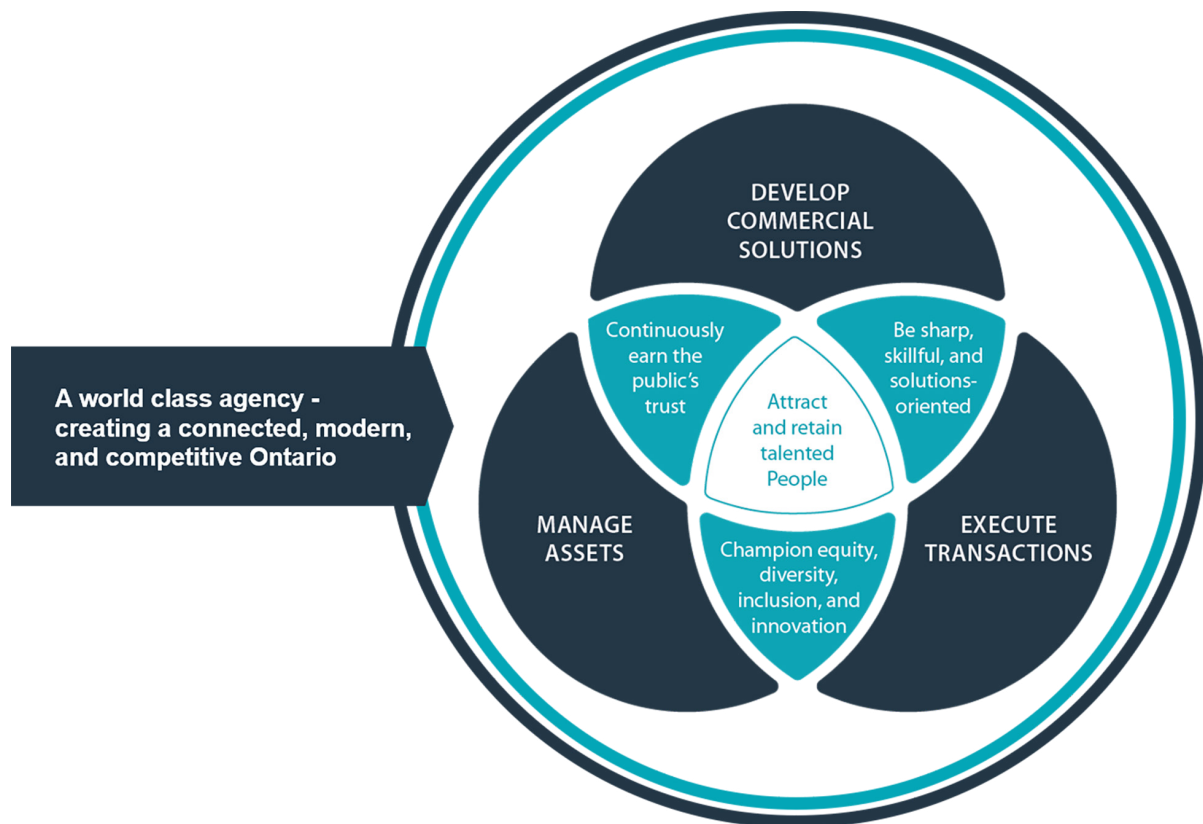 DEVELOP
COMMERCIAL
SOLUTIONS
Continuously
earn the
public’s
trust
Be sharp,
skillful, and
solutions-
oriented
Attract
and retain
talented
People
A world class agency -
creating a connected, modern,
and competitive Ontario
MANAGE
ASSETS
EXECUTE
TRANSACTIONS
Champion equity,
diversity,
inclusion, and
innovation